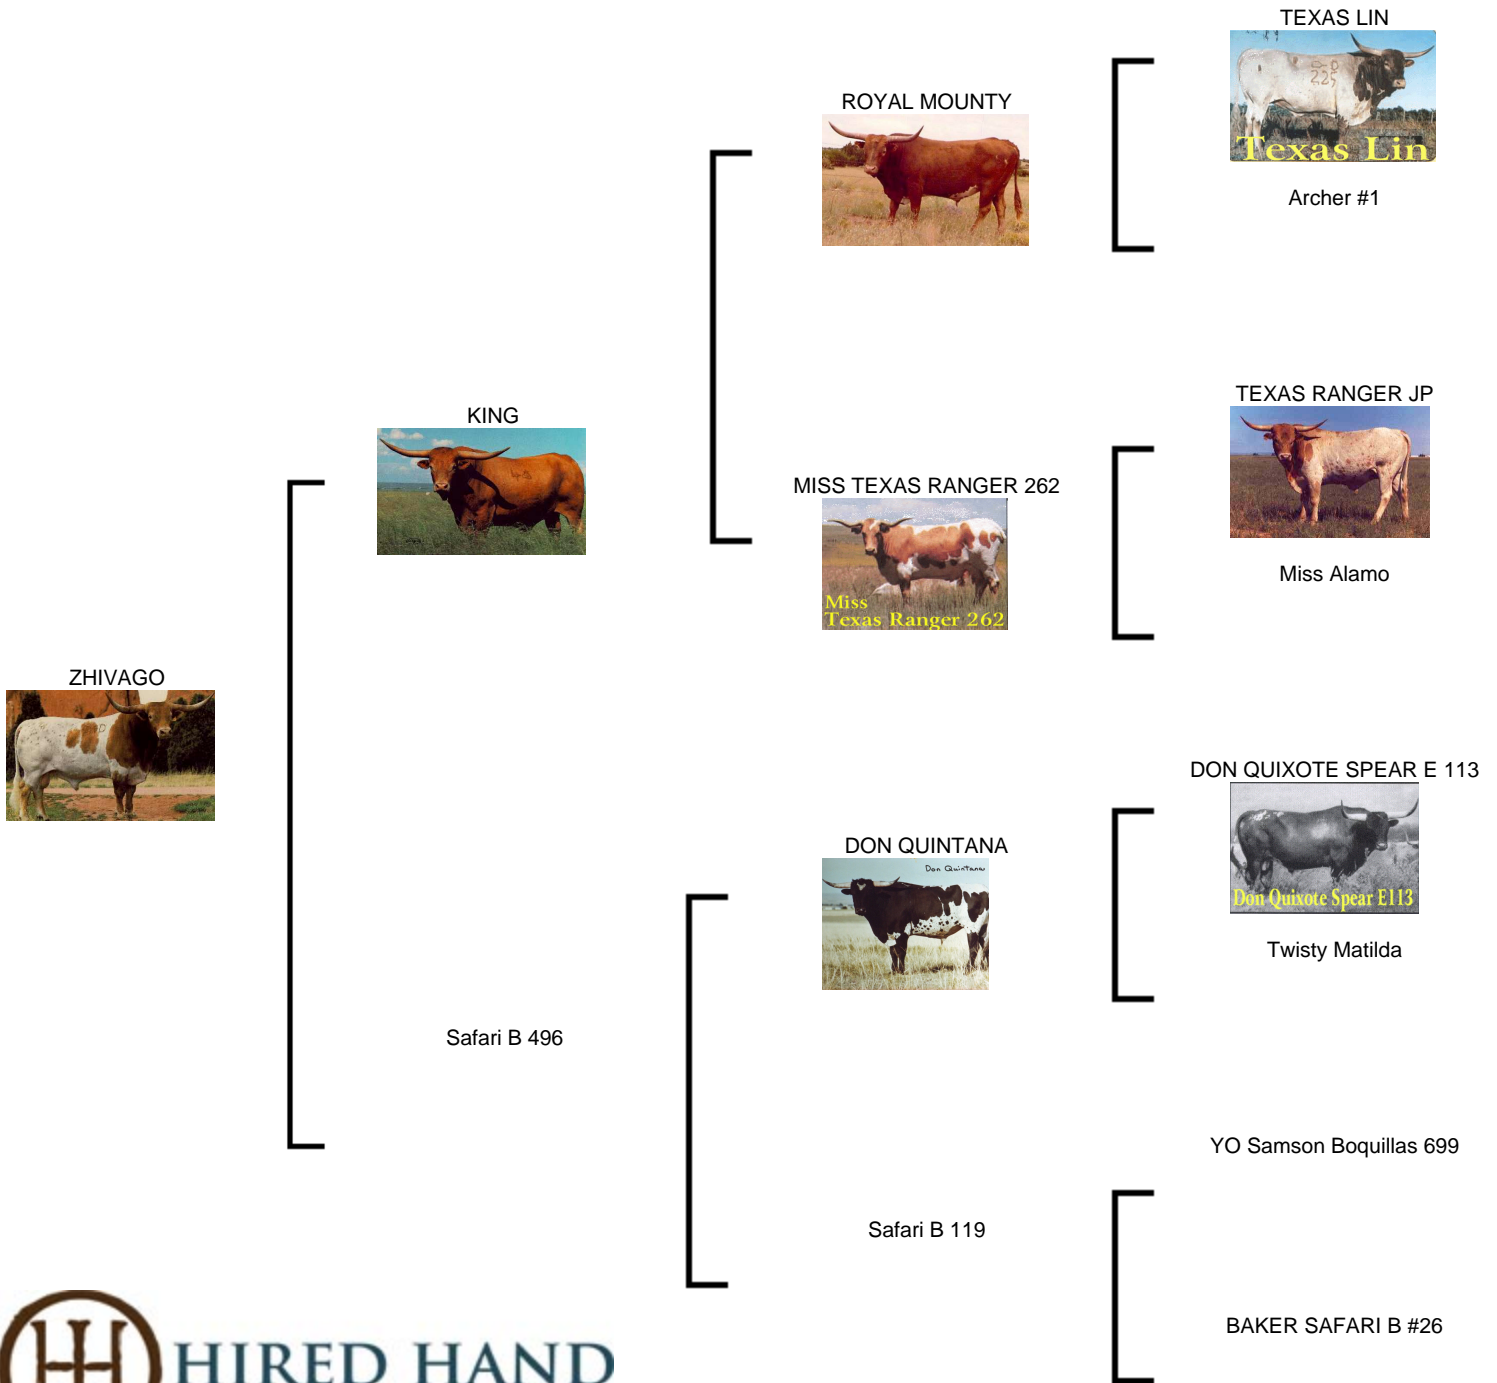 TEXAS LIN
Texas Lin
Archer #1
ROYAL MOUNTY
TEXAS RANGER JP
Miss Alamo
KING
MISS TEXAS RANGER 262
Miss
Texas Ranger 262
ZHIVAGO
DON QUIXOTE SPEAR E 113
Don Quixote Spear E113
Twisty Matilda
DON QUINTANA
Don Quintana
Safari B 496
YO Samson Boquillas 699
Safari B 119
BAKER SAFARI B #26
HIRED HAND